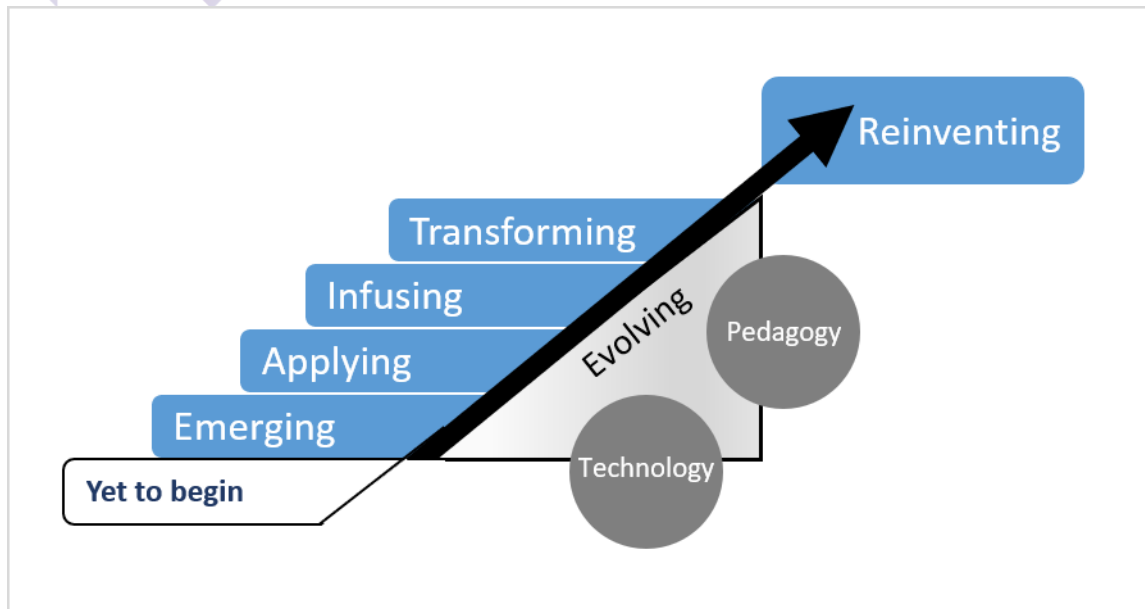 Reinventing
Transforming
Infusing
Evolving
Pedagogy
Applying
Emerging
Technology
Yet to begin